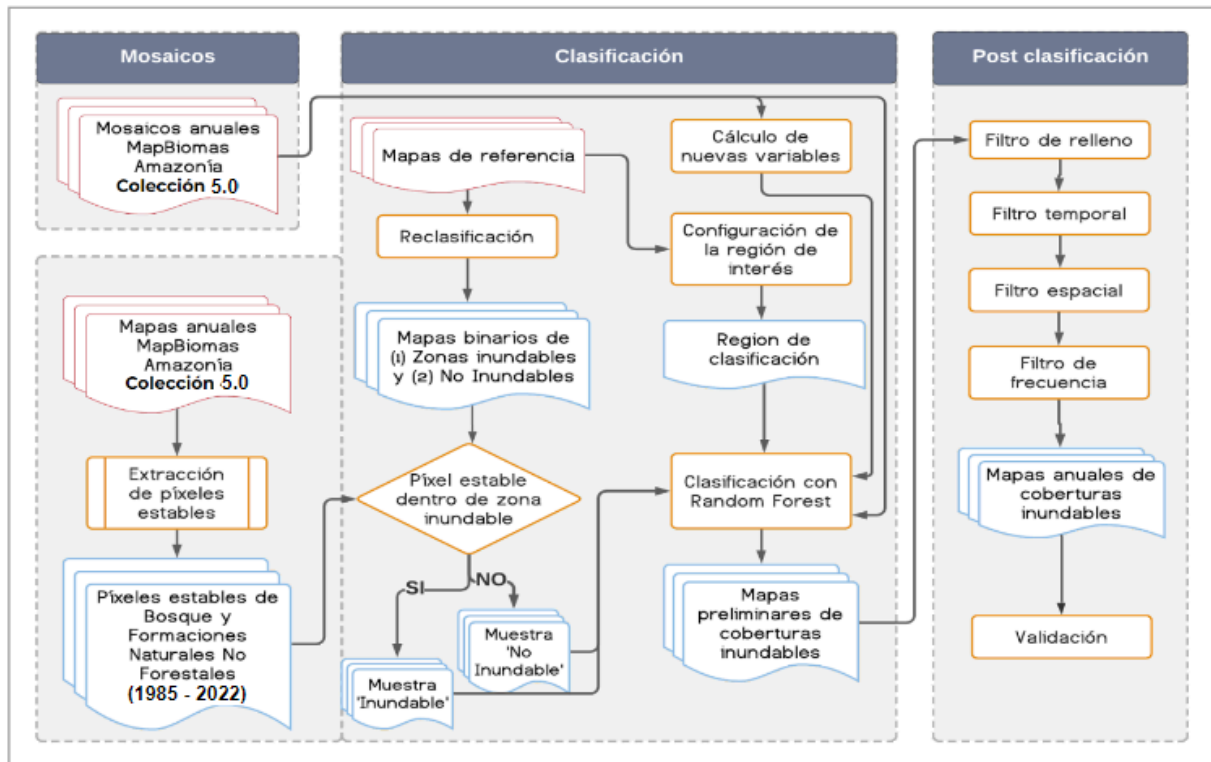 Mosaicos
Mosaicos anuales
MapBiomas
Amazonía
Colección 5.0
Mapas anuales
MapBiomas
Amazonía
Colección 5.0
Extracción
de píxeles
estables
Píxeles estables de
Bosque y
Formaciones
Naturales No
Forestales
(1985 - 2022)
Clasificación
Mapas de referencia
Reclasificación
Mapas binarios de
(1) Zonas inundables
y (2) No Inundables
Píxel estable
dentro de zona
inundable
SI
NO
Muestra
'No
Inundable'
Muestra
'Inundable'
Cálculo de
nuevas variables
Configuración de
la región de
interés
Region de
clasificación
Clasificación con
Random Forest
Mapas
preliminares de
coberturas
inundables
Post clasificación
Filtro de relleno
Filtro temporal
Filtro espacial
Filtro de
frecuencia
Mapas anuales de
coberturas
inundables
Validación